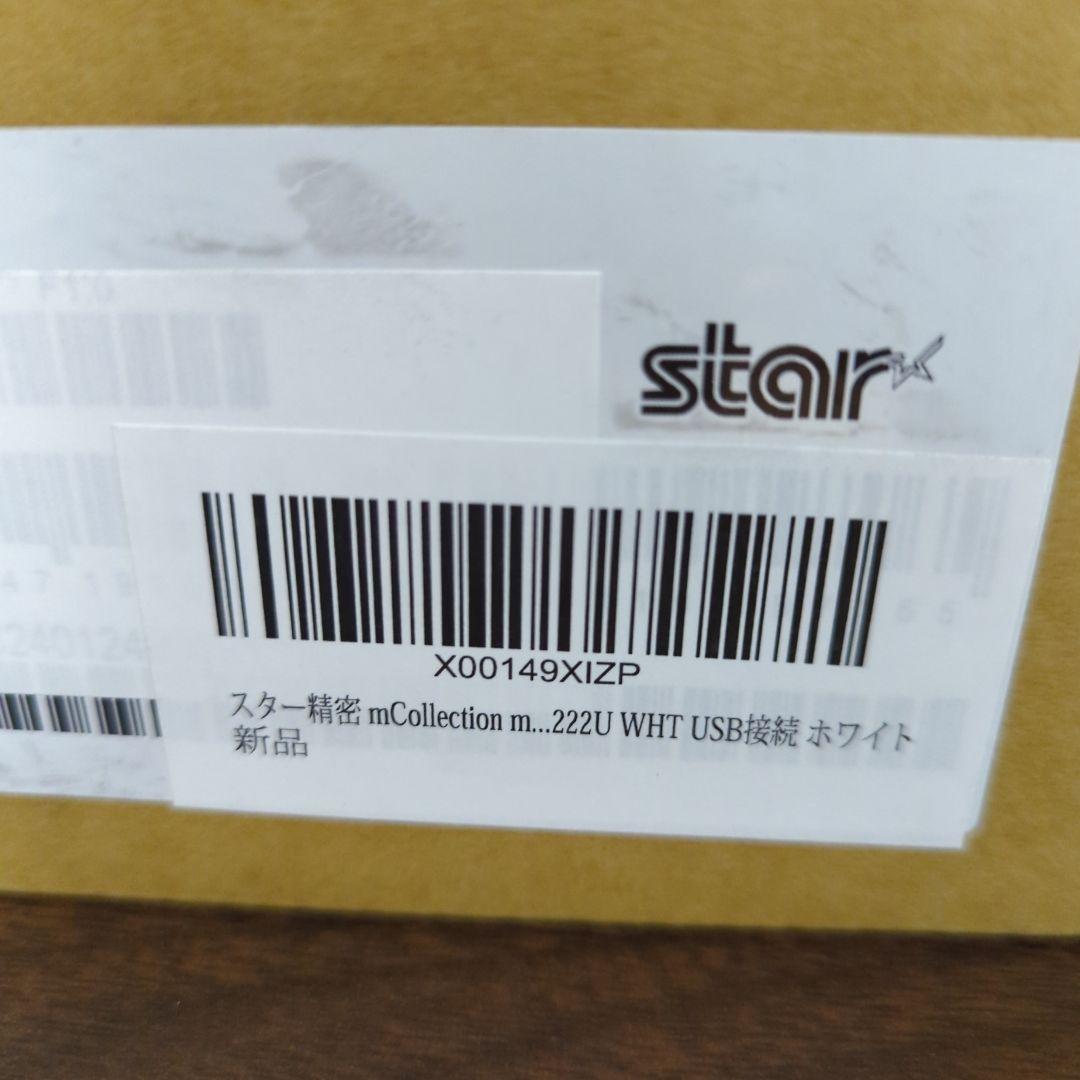 star
X00149XIZP
スター精密 mCollection m...222U WHT USB接続 ホワイト
新品